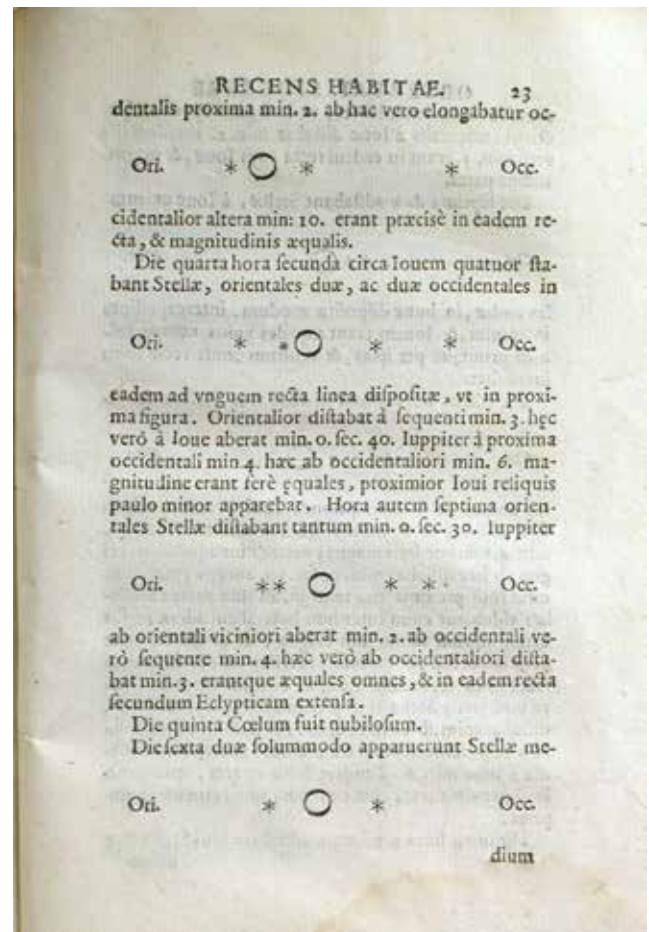 RECENS HABITAE. 23
dentalis proxima min. 2. ab hac vero elongabatur oc-
Ori. * O * * Occ.
cidentalior altera min: 10. erant præcisè in eadem re-
cta, & magnitudinis æqualis.
Die quarta hora ſecunda circa Iouem quatuor ſta-
bant Stellæ, orientales duæ, ac duæ occidentales in
Ori. * * O * * Occ.
eadem ad vnguem recta linea diſpoſitæ, vt in proxi-
ma figura. Orientalior diſtabat à ſequenti min. 3. hęc
verò à Ioue aberat min. 0. ſec. 40. Iuppiter à proxima
occidentali min 4. hæc ab occidentaliori min. 6. ma-
gnitudine erant ferè ęquales, proximior Ioui reliquis
paulo minor apparebat. Hora autem ſeptima orien-
tales Stellæ diſtabant tantum min. 0. ſec. 30. Iuppiter
Ori. ** O * * Occ.
ab orientali viciniori aberat min. 2. ab occidentali ve-
rò ſequente min. 4. hæc verò ab occidentaliori diſta-
bat min. 3. erantque æquales omnes, & in eadem recta
ſecundum Eclypticam extenſa.
Die quinta Cœlum fuit nubiloſum.
Die ſexta duæ ſolummodo apparuerunt Stellæ me-
Ori. * O * Occ.
dium